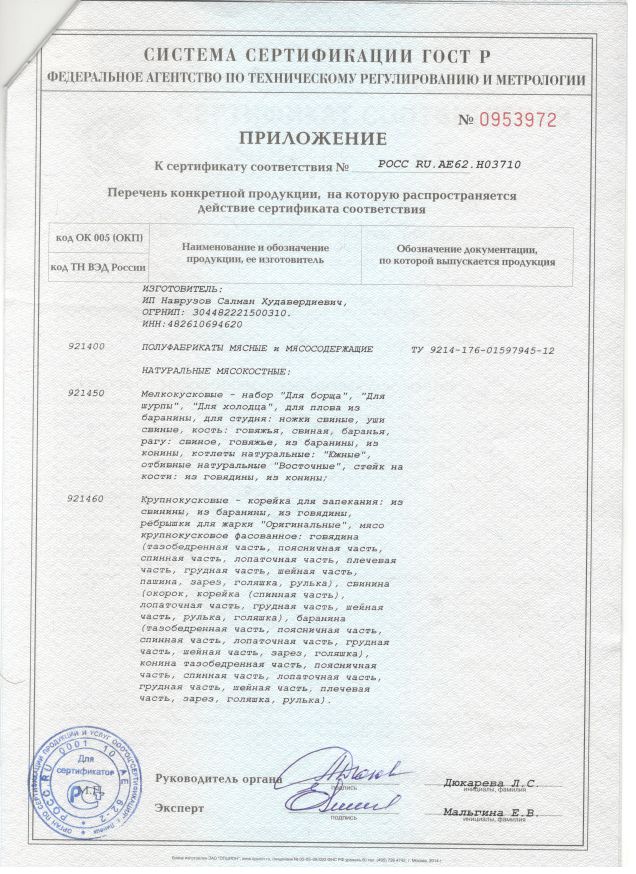 СИСТЕМА СЕРТИФИКАЦИИ ГОСТ Р
ФЕДЕРАЛЬНОЕ АГЕНТСТВО ПО ТЕХНИЧЕСКОМУ РЕГУЛИРОВАНИЮ И МЕТРОЛОГИИ
№ 0953972
ПРИЛОЖЕНИЕ
К сертификату соответствия № РОСС RU.АЕ62.Н03710
Перечень конкретной продукции, на которую распространяется
действие сертификата соответствия
код ОК 005 (ОКП)
код ТН ВЭД России
Наименование и обозначение
продукции, ее изготовитель
Обозначение документации,
по которой выпускается продукция
ИЗГОТОВИТЕЛЬ:
ИП Наврузов Салман Худавердиевич,
ОГРНИП: 304482221500310.
ИНН:482610694620
921400 ПОЛУФАБРИКАТЫ МЯСНЫЕ и МЯСОСОДЕРЖАЩИЕ ТУ 9214-176-01597945-12
НАТУРАЛЬНЫЕ МЯСОКОСТНЫЕ:
921450 Мелкокусковые - набор "Для борща", "Для
шурпы", "Для холодца", для плова из
баранины, для студня: ножки свиные, уши
свиные, кость: говяжья, свиная, баранья,
рагу: свиное, говяжье, из баранины, из
конины, котлеты натуральные: "Южные",
отбивные натуральные "Восточные", стейк на
кости: из говядины, из конины;
921460 Крупнокусковые - корейка для запекания: из
свинины, из баранины, из говядины,
рёбрышки для жарки "Оригинальные", мясо
крупнокусковое фасованное: говядина
(тазобедренная часть, поясничная часть,
спинная часть, лопаточная часть, плечевая
часть, грудная часть, шейная часть,
пашина, зарез, голяшка, рулька), свинина
(окорок, корейка (спинная часть),
лопаточная часть, грудная часть, шейная
часть, рулька, голяшка), баранина
(тазобедренная часть, поясничная часть,
спинная часть, лопаточная часть, грудная
часть, шейная часть, зарез, голяшка),
конина тазобедренная часть, поясничная
часть, спинная часть, лопаточная часть,
грудная часть, шейная часть, плечевая
часть, зарез, голяшка, рулька).
Для
сертификатов
М.П.
Руководитель органа
подпись
Дюкарева Л.С.
инициалы, фамилия
Эксперт
подпись
Мальгина Е.В.
инициалы, фамилия